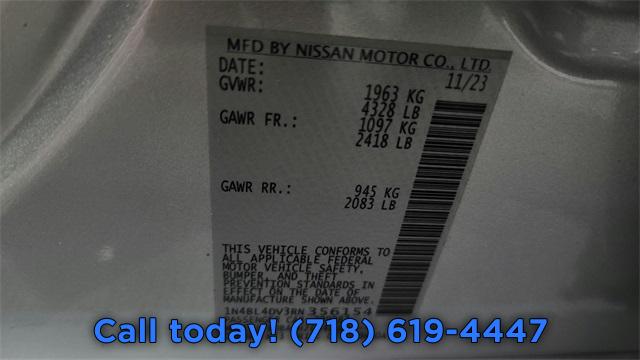 MFD BY NISSAN MOTOR CO., LTD.
DATE: 11/23
GVWR: 1963 KG
4328 LB
GAWR FR.: 1097 KG
2418 LB
GAWR RR.: 945 KG
2083 LB
THIS VEHICLE CONFORMS TO
ALL APPLICABLE FEDERAL
MOTOR VEHICLE SAFETY,
BUMPER, AND THEFT
PREVENTION STANDARDS IN
EFFECT ON THE DATE OF
MANUFACTURE SHOWN ABOVE.
1N4BL4DV3RN356154
PASSENGER
Call today! (718) 619-4447